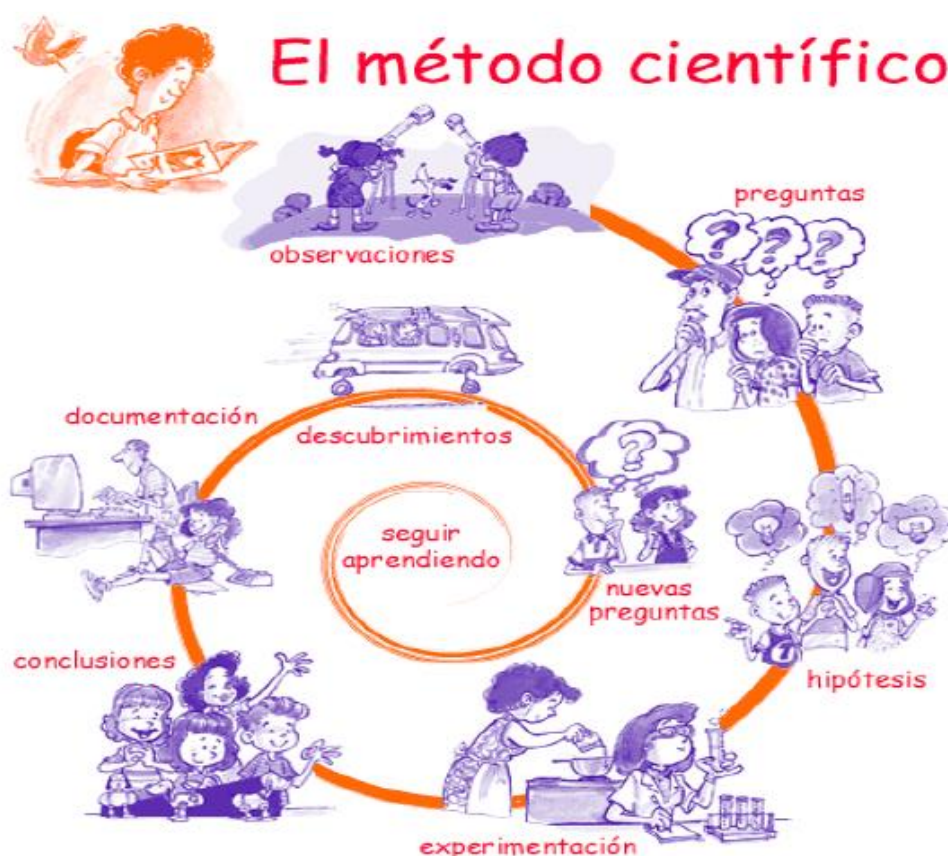 El método científico
observaciones
preguntas
hipótesis
experimentación
conclusiones
documentación
descubrimientos
nuevas
preguntas
seguir
aprendiendo